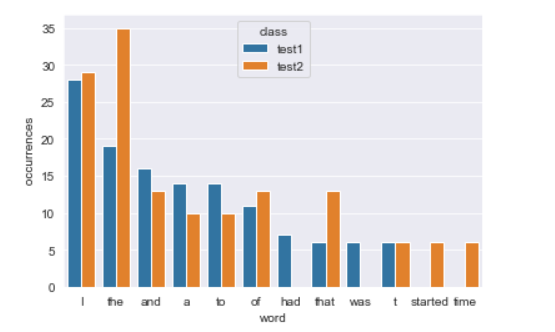 35
30
25
20
15
10
5
0
occurrences
class
test1
test2
I the and a to of had that was t started time
word